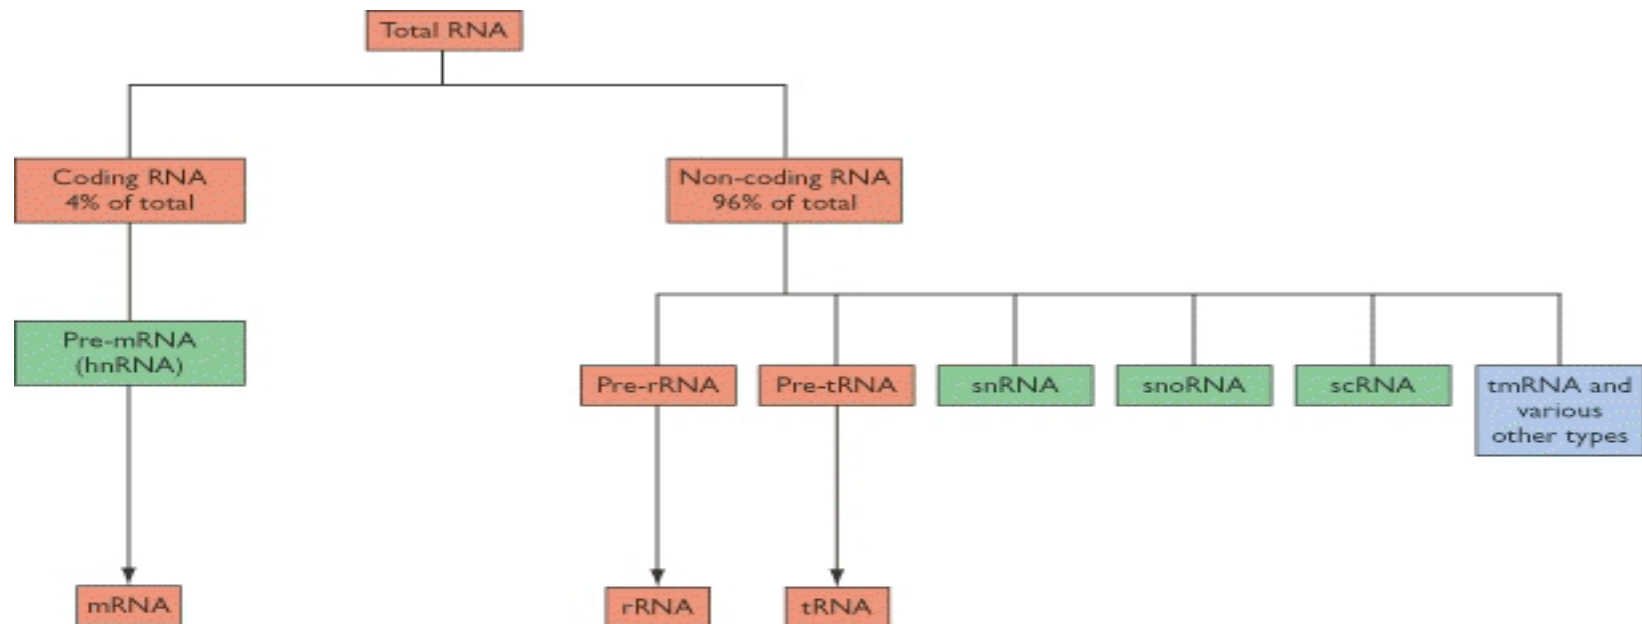 Total RNA
Coding RNA
4% of total
Non-coding RNA
96% of total
Pre-mRNA
(hnRNA)
Pre-rRNA
Pre-tRNA
snRNA
snoRNA
scRNA
tmRNA and
various
other types
mRNA
rRNA
tRNA